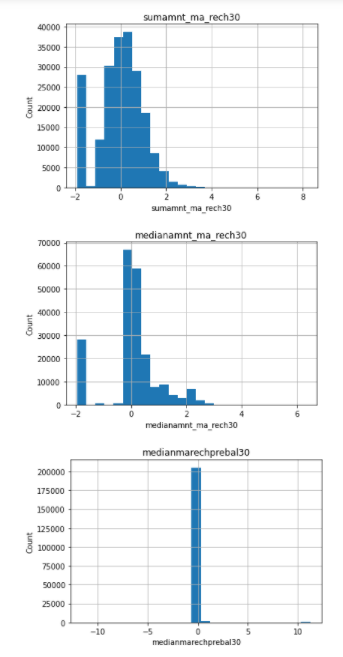 sumamnt_ma_rech30
40000
35000
30000
25000
20000
15000
10000
5000
0
Count
−2 0 2 4 6 8
sumamnt_ma_rech30
medianamnt_ma_rech30
70000
60000
50000
40000
30000
20000
10000
0
Count
−2 0 2 4 6
medianamnt_ma_rech30
medianmarechprebal30
200000
175000
150000
125000
100000
75000
50000
25000
0
Count
−10 −5 0 5 10
medianmarechprebal30